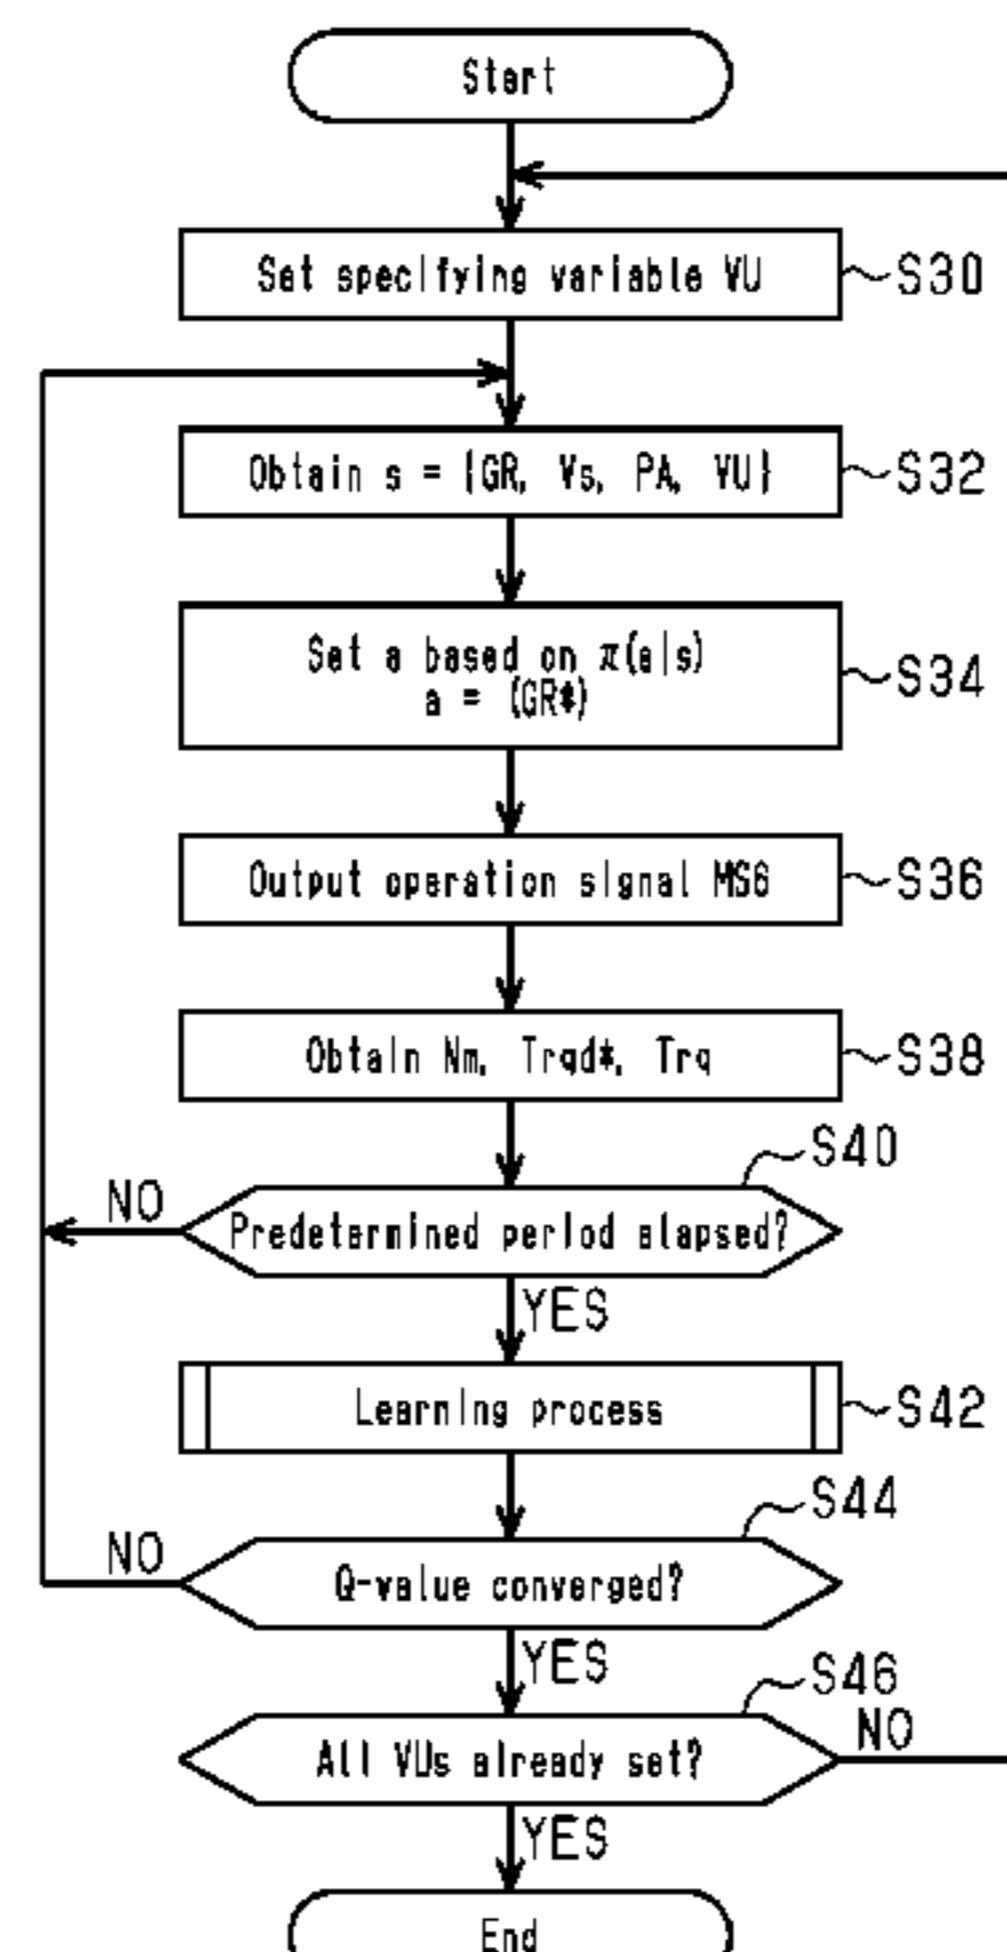 Start
Set specifying variable VU
S30
Obtain s = {GR, Vs, PA, VU}
S32
Set a based on π(a|s)
a = (GR*)
S34
Output operation signal MS6
S36
Obtain Nm, Trqd*, Trq
S38
S40
NO
Predetermined period elapsed?
YES
Learning process
S42
S44
NO
Q-value converged?
YES
S46
NO
All VUs already set?
YES
End